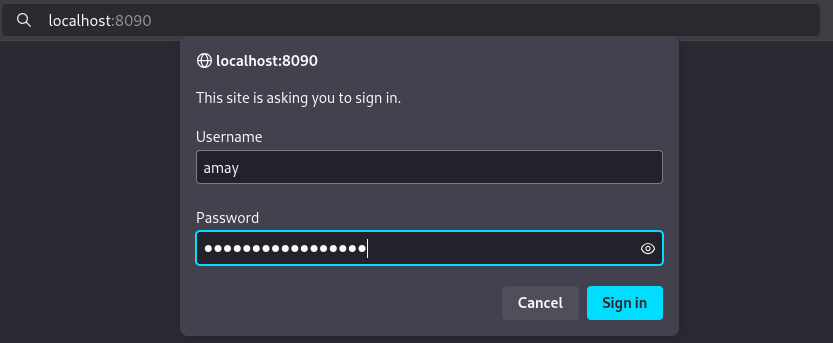 localhost:8090
localhost:8090
This site is asking you to sign in.
Username
amay
Password
•••••••••••••••••
Cancel
Sign in